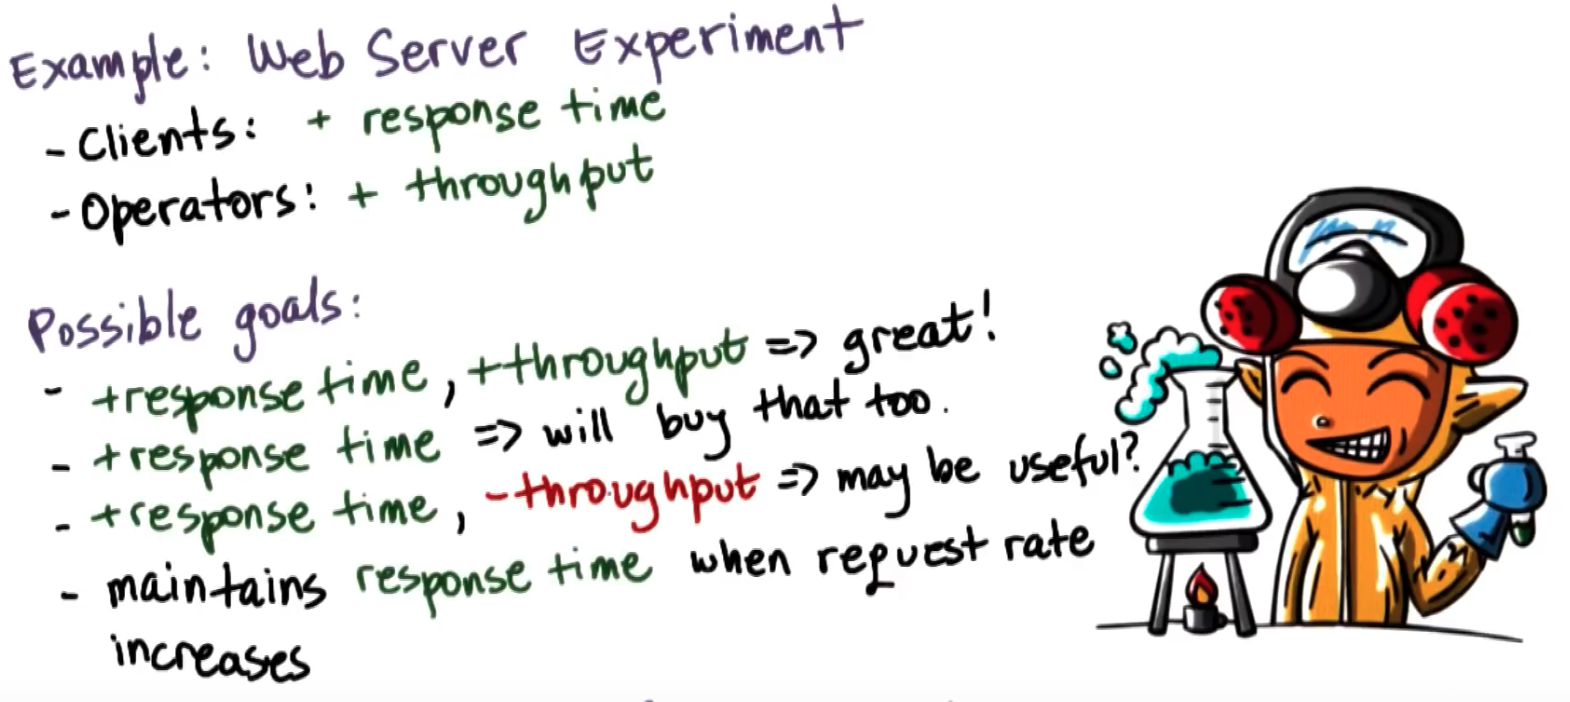 Example: Web Server Experiment
- Clients: + response time
- Operators: + throughput
Possible goals:
- +response time, +throughput => great!
- +response time => will buy that too.
- +response time, -throughput => may be useful?
- maintains response time when request rate
increases